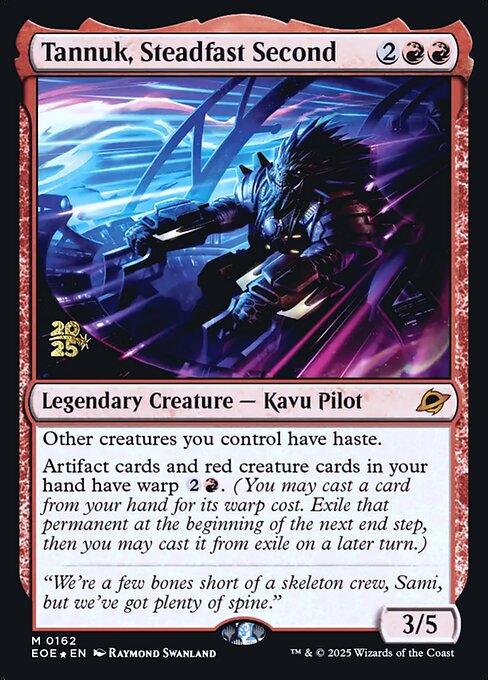 Tannuk, Steadfast Second 2
20
25
Legendary Creature — Kavu Pilot
Other creatures you control have haste.
Artifact cards and red creature cards in your
hand have warp 2. (You may cast a card
from your hand for its warp cost. Exile that
permanent at the beginning of the next end step,
then you may cast it from exile on a later turn.)
“We’re a few bones short of a skeleton crew, Sami,
but we’ve got plenty of spine.”
3/5
M 0162
EOE★EN RAYMOND SWANLAND
™ & © 2025 Wizards of the Coast